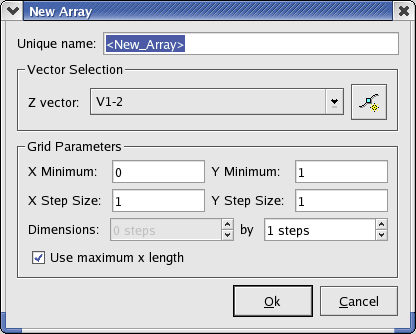 New Array
Unique name: <New_Array>
Vector Selection
Z vector: V1-2
Grid Parameters
X Minimum: 0 Y Minimum: 1
X Step Size: 1 Y Step Size: 1
Dimensions: 0 steps by 1 steps
Use maximum x length
Ok Cancel